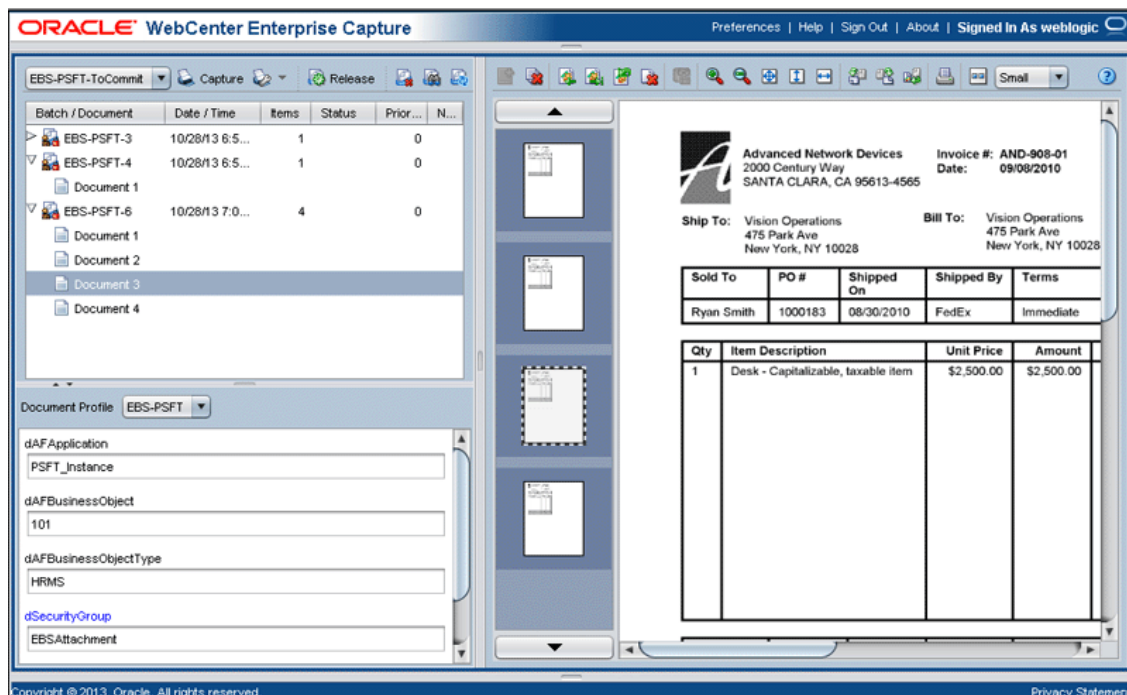 ORACLE WebCenter Enterprise Capture
Preferences | Help | Sign Out | About | Signed In As weblogic
EBS-PSFT-ToCommit Capture Release Small
Batch / Document Date / Time Items Status Prior... N...
EBS-PSFT-3 10/28/13 6:5... 1 0
EBS-PSFT-4 10/28/13 6:5... 1 0
Document 1
EBS-PSFT-6 10/28/13 7:0... 4 0
Document 1
Document 2
Document 3
Document 4
Document Profile EBS-PSFT
dAFApplication
PSFT_Instance
dAFBusinessObject
101
dAFBusinessObjectType
HRMS
dSecurityGroup
EBSAttachment
Advanced Network Devices
2000 Century Way
SANTA CLARA, CA 95613-4565
Invoice #: AND-908-01
Date: 09/08/2010
Ship To: Vision Operations
475 Park Ave
New York, NY 10028
Bill To: Vision Operations
475 Park Ave
New York, NY 10028
Sold To PO # Shipped On Shipped By Terms
Ryan Smith 1000183 08/30/2010 FedEx Immediate
Qty Item Description Unit Price Amount
1 Desk - Capitalizable, taxable item $2,500.00 $2,500.00
Copyright © 2013, Oracle. All rights reserved.
Privacy Statemen